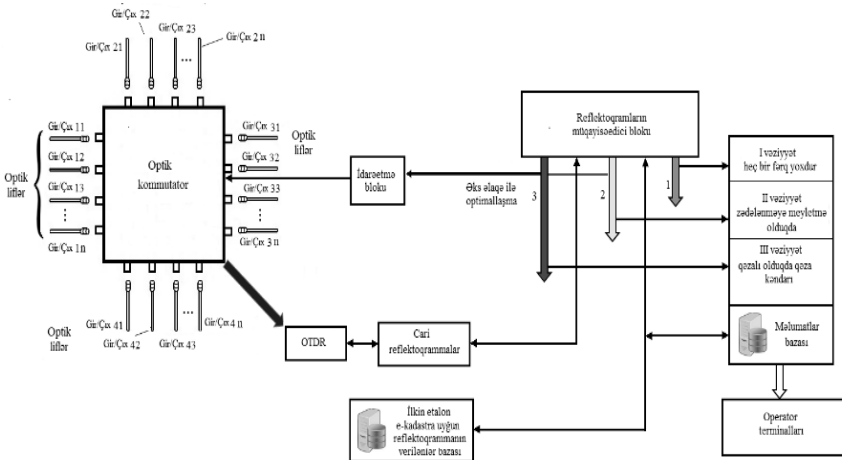 Gir/Çıx 21
Gir/Çıx 22
Gir/Çıx 23
Gir/Çıx 2 n
...
Gir/Çıx 11
Gir/Çıx 12
Gir/Çıx 13
Gir/Çıx 1n
Optik
liflər
Optik
kommutator
Gir/Çıx 31
Gir/Çıx 32
Gir/Çıx 33
Gir/Çıx 3 n
Optik
liflər
Optik
liflər
Gir/Çıx 41
Gir/Çıx 42
Gir/Çıx 43
Gir/Çıx 4 n
...
İdarəetmə
bloku
Əks əlaqə ilə
optimallaşma
Reflektoqramların
müqayisəedici bloku
3
2
1
I vəziyyət
heç bir fərq yoxdur
II vəziyyət
zədələnməyə meyletmə
olduqda
III vəziyyət
qəzalı olduqda qəza
kəndarı
Məlumatlar
bazası
Operator
terminalları
OTDR
Cari
reflektoqrammalar
İlkin etalon
e-kadastra uyğun
reflektoqrammanın
verilənlər bazası